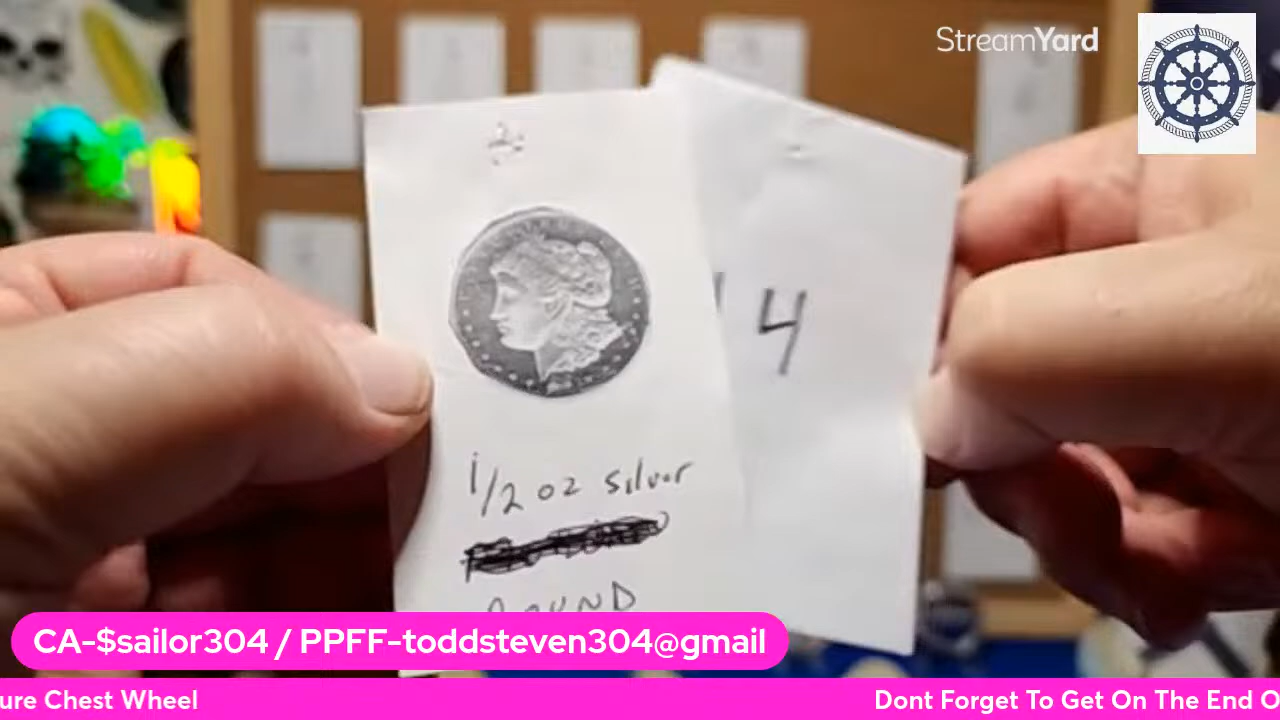 StreamYard
4
1/2 oz silver
ROUND
CA-$sailor304 / PPFF-toddsteven304@gmail
ure Chest Wheel
Dont Forget To Get On The End O